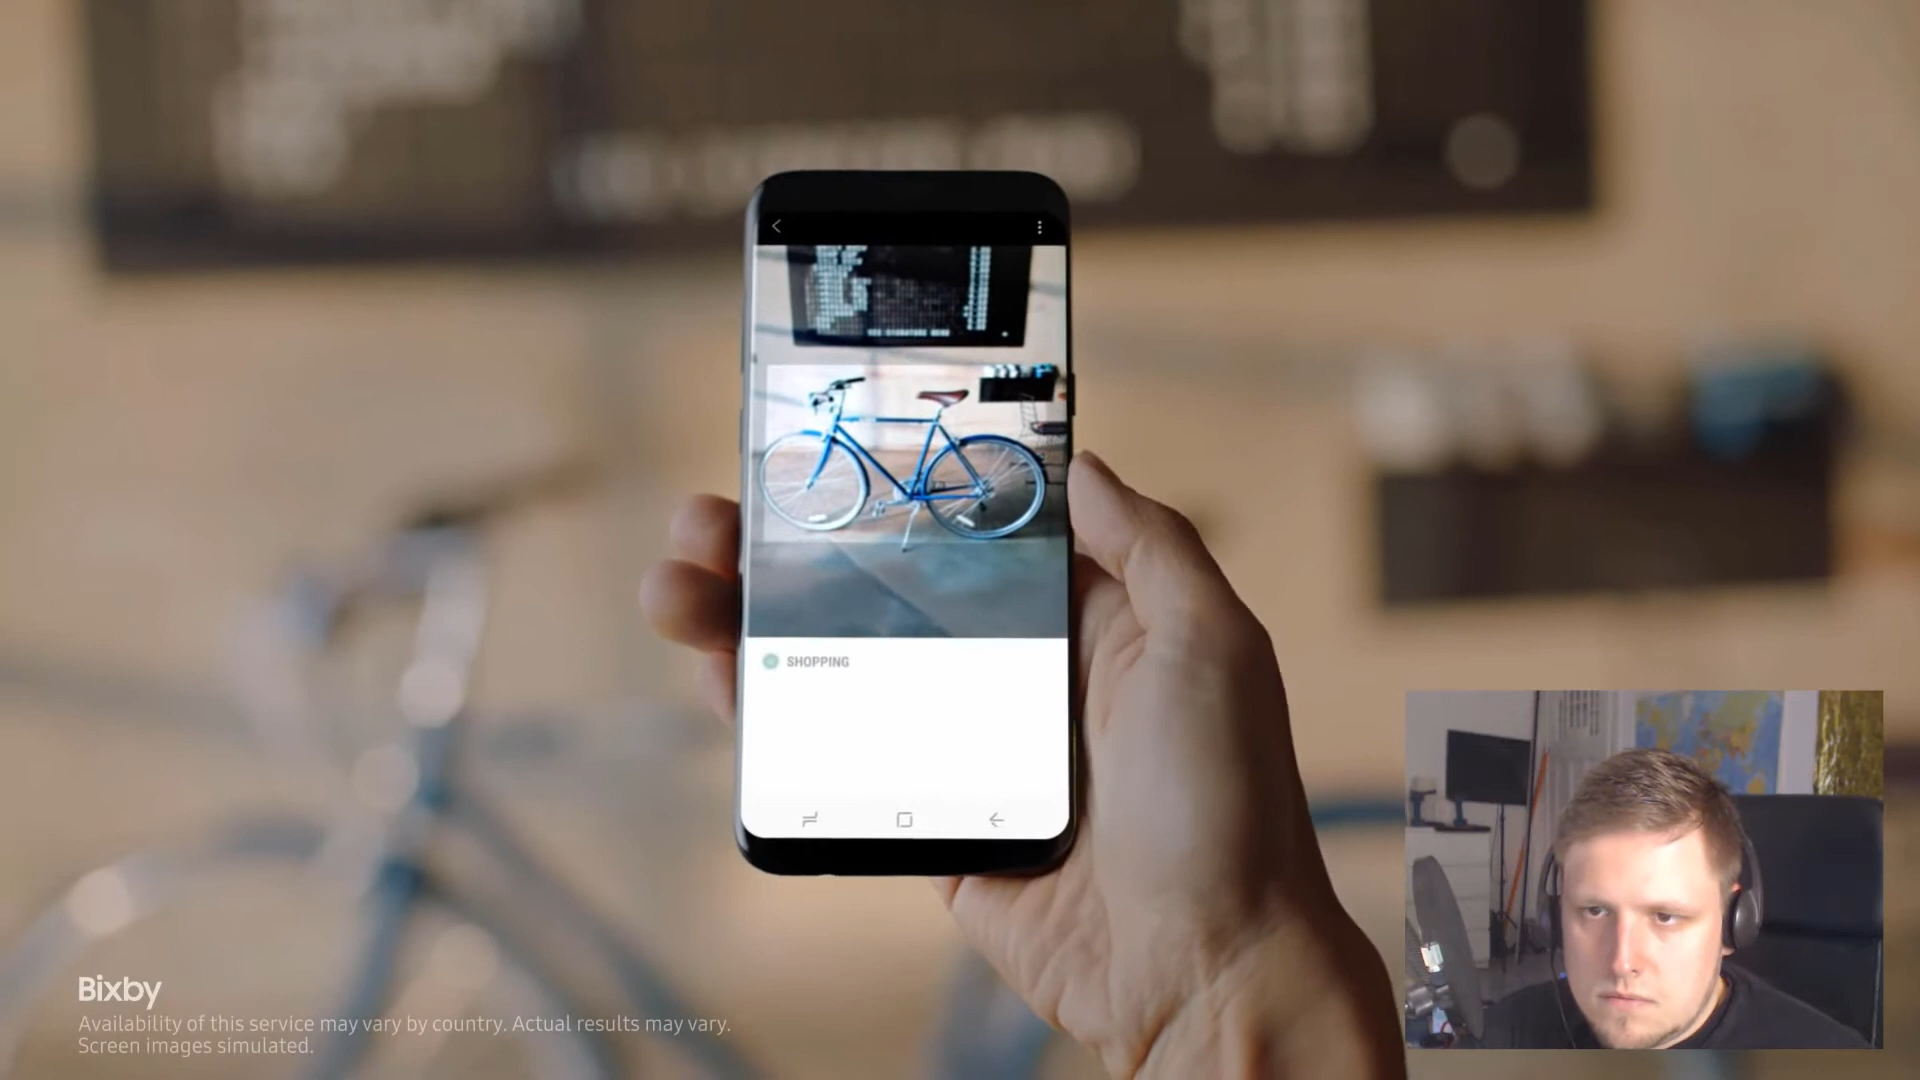 SHOPPING
Bixby
Availability of this service may vary by country. Actual results may vary.
Screen images simulated.